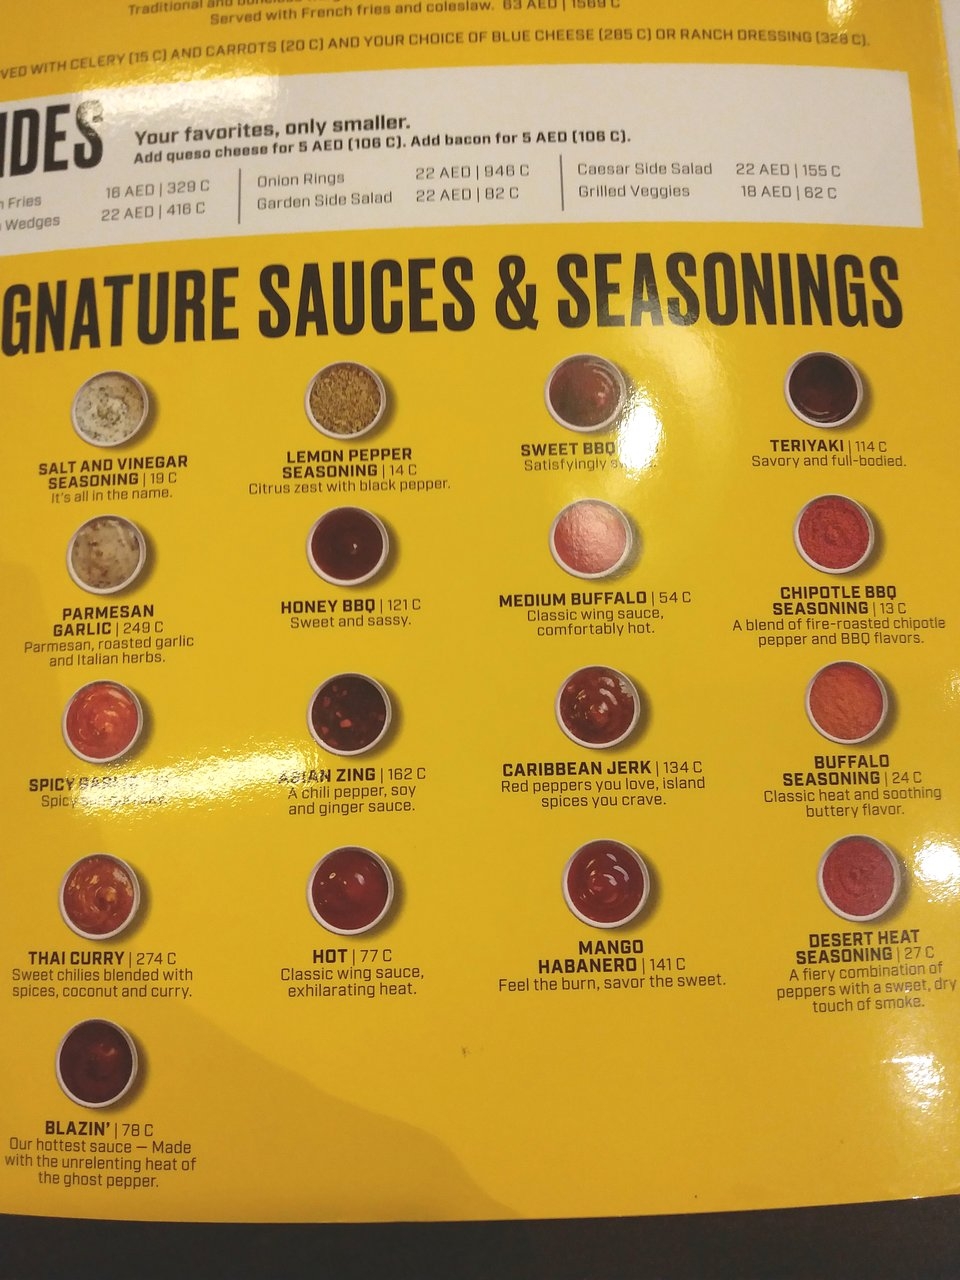 Traditional and
Served with French fries and coleslaw. 63 AED | 1569 C
VED WITH CELERY (15 C) AND CARROTS (20 C) AND YOUR CHOICE OF BLUE CHEESE (285 C) OR RANCH DRESSING (328 C).
IDES
Your favorites, only smaller.
Add queso cheese for 5 AED (106 C). Add bacon for 5 AED (106 C).
Fries 16 AED | 329 C
Wedges 22 AED | 416 C
Onion Rings 22 AED | 946 C
Garden Side Salad 22 AED | 82 C
Caesar Side Salad 22 AED | 155 C
Grilled Veggies 18 AED | 62 C
GNATURE SAUCES & SEASONINGS
SALT AND VINEGAR
SEASONING | 19 C
It's all in the name.
LEMON PEPPER
SEASONING | 14 C
Citrus zest with black pepper.
SWEET BBQ
Satisfyingly
TERIYAKI | 114 C
Savory and full-bodied.
PARMESAN
GARLIC | 249 C
Parmesan, roasted garlic
and Italian herbs.
HONEY BBQ | 121 C
Sweet and sassy.
MEDIUM BUFFALO | 54 C
Classic wing sauce,
comfortably hot.
CHIPOTLE BBQ
SEASONING | 13 C
A blend of fire-roasted chipotle
pepper and BBQ flavors.
SPICY GARLIC
Spicy
ASIAN ZING | 162 C
A chili pepper, soy
and ginger sauce.
CARIBBEAN JERK | 134 C
Red peppers you love, island
spices you crave.
BUFFALO
SEASONING | 24 C
Classic heat and soothing
buttery flavor.
THAI CURRY | 274 C
Sweet chilies blended with
spices, coconut and curry.
HOT | 77 C
Classic wing sauce,
exhilarating heat.
MANGO
HABANERO | 141 C
Feel the burn, savor the sweet.
DESERT HEAT
SEASONING | 27 C
A fiery combination of
peppers with a sweet, dry
touch of smoke.
BLAZIN' | 78 C
Our hottest sauce — Made
with the unrelenting heat of
the ghost pepper.